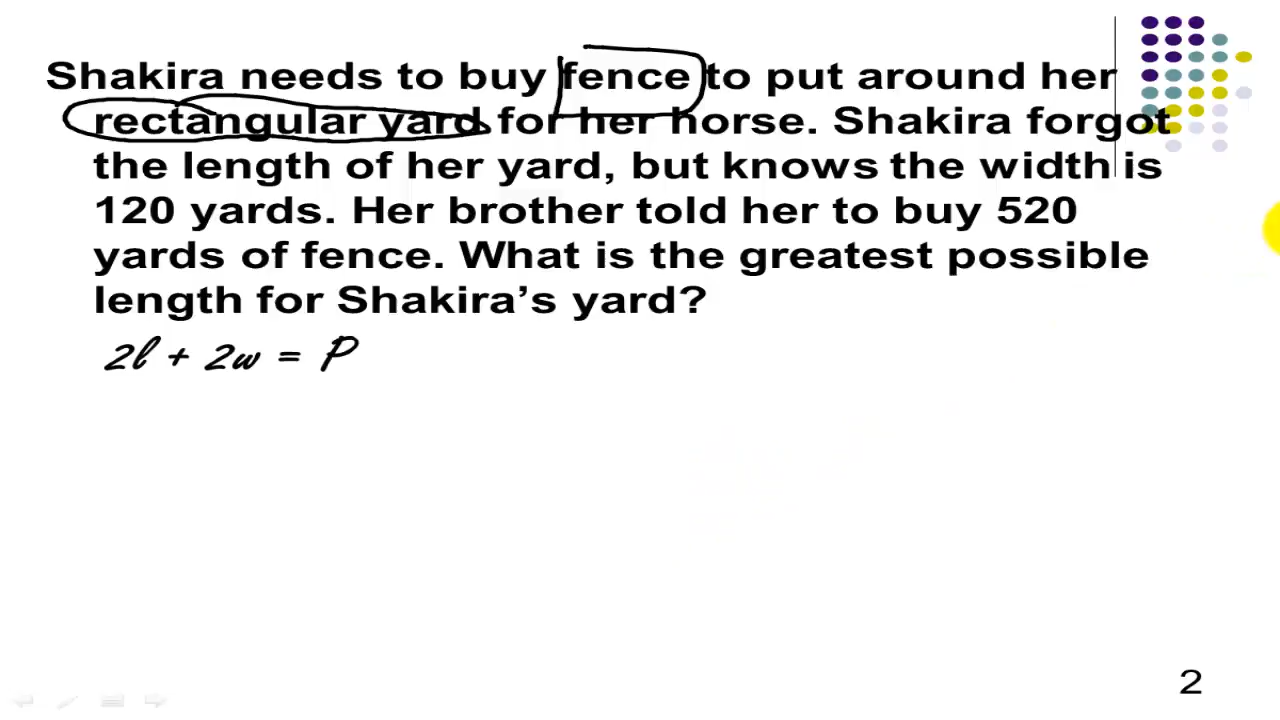 Shakira needs to buy fence to put around her
rectangular yard for her horse. Shakira forgot
the length of her yard, but knows the width is
120 yards. Her brother told her to buy 520
yards of fence. What is the greatest possible
length for Shakira’s yard?
2l + 2w = P
2